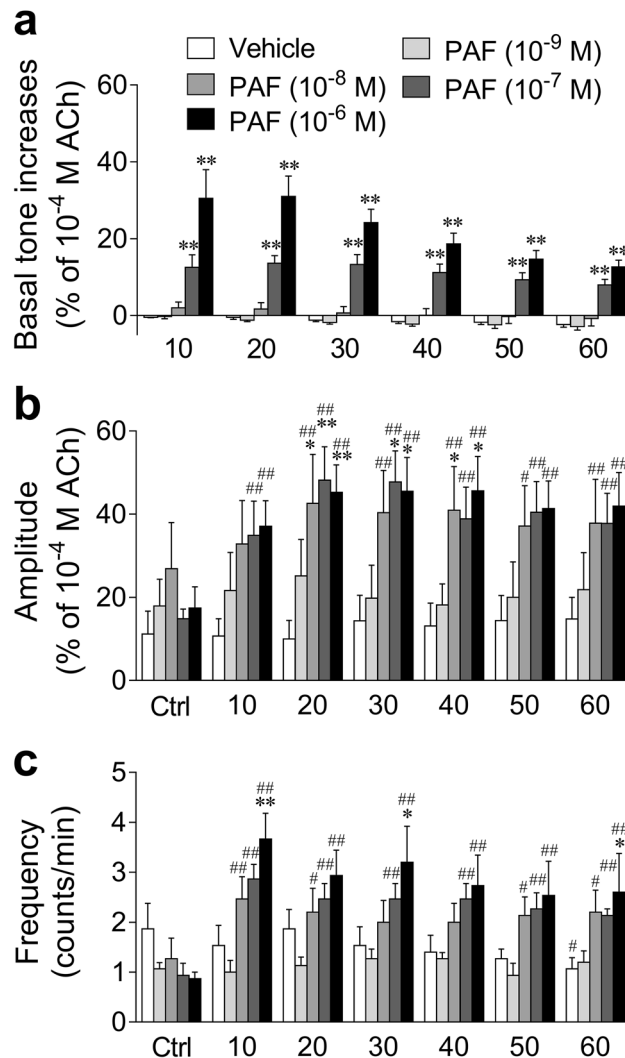 a
Vehicle PAF (10⁻⁹ M)
PAF (10⁻⁸ M) PAF (10⁻⁷ M)
PAF (10⁻⁶ M)
Basal tone increases
(% of 10⁻⁴ M ACh)
60
40
20
0
** ** ** ** ** **
** ** ** ** ** **
10 20 30 40 50 60
b
Amplitude
(% of 10⁻⁴ M ACh)
60
40
20
0
## ##
## * ## ** ## **
## ## * ## *
## * ## ## *
# ## ##
## ## ##
Ctrl 10 20 30 40 50 60
c
Frequency
(counts/min)
5
4
3
2
1
0
## ## ## **
# ## ##
## ## *
## ##
# ## ##
# # ## ## *
Ctrl 10 20 30 40 50 60